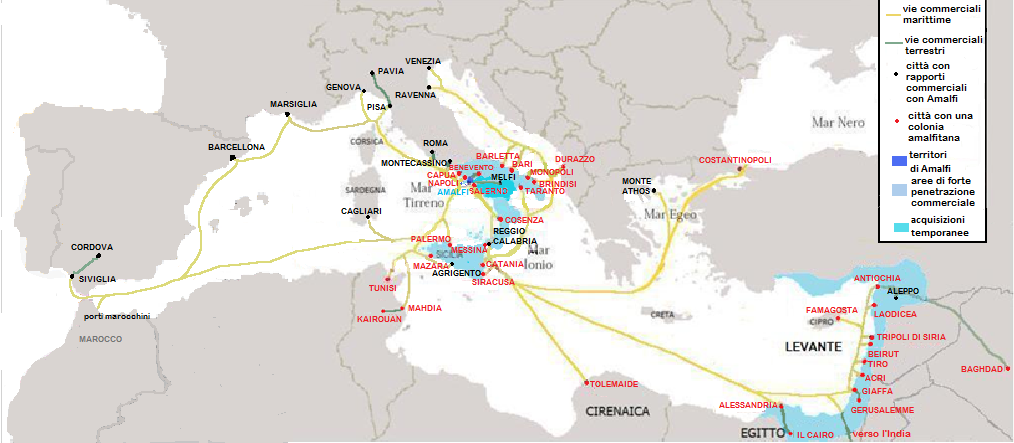 vie commerciali
marittime
vie commerciali
terrestri
città con
rapporti
commerciali
con Amalfi
città con una
colonia
amalfitana
territori
di Amalfi
aree di forte
penetrazione
commerciale
acquisizioni
temporanee
VENEZIA
PAVIA
GENOVA
RAVENNA
PISA
MARSIGLIA
Mar Nero
CORSICA
ROMA
BARCELLONA
MONTECASSINO
BARLETTA
DURAZZO
COSTANTINOPOLI
BENEVENTO
BARI
CAPUA
MELFI
MONOPOLI
NAPOLI
BRINDISI
MONTE
ATHOS
SARDEGNA
Mar
Tirreno
AMALFI
SALERNO
TARANTO
CAGLIARI
Mar Egeo
COSENZA
REGGIO
CALABRIA
PALERMO
MESSINA
Mar
Ionio
CORDOVA
SICILIA
MAZARA
CATANIA
AGRIGENTO
SIRACUSA
SIVIGLIA
TUNISI
ANTIOCHIA
ALEPPO
MAHDIA
KAIROUAN
porti marocchini
CRETA
FAMAGOSTA
CIPRO
LAODICEA
MAROCCO
TRIPOLI DI SIRIA
LEVANTE
BEIRUT
TIRO
BAGHDAD
ACRI
TOLEMAIDE
GIAFFA
ALESSANDRIA
GERUSALEMME
CIRENAICA
EGITTO
IL CAIRO
verso l'India